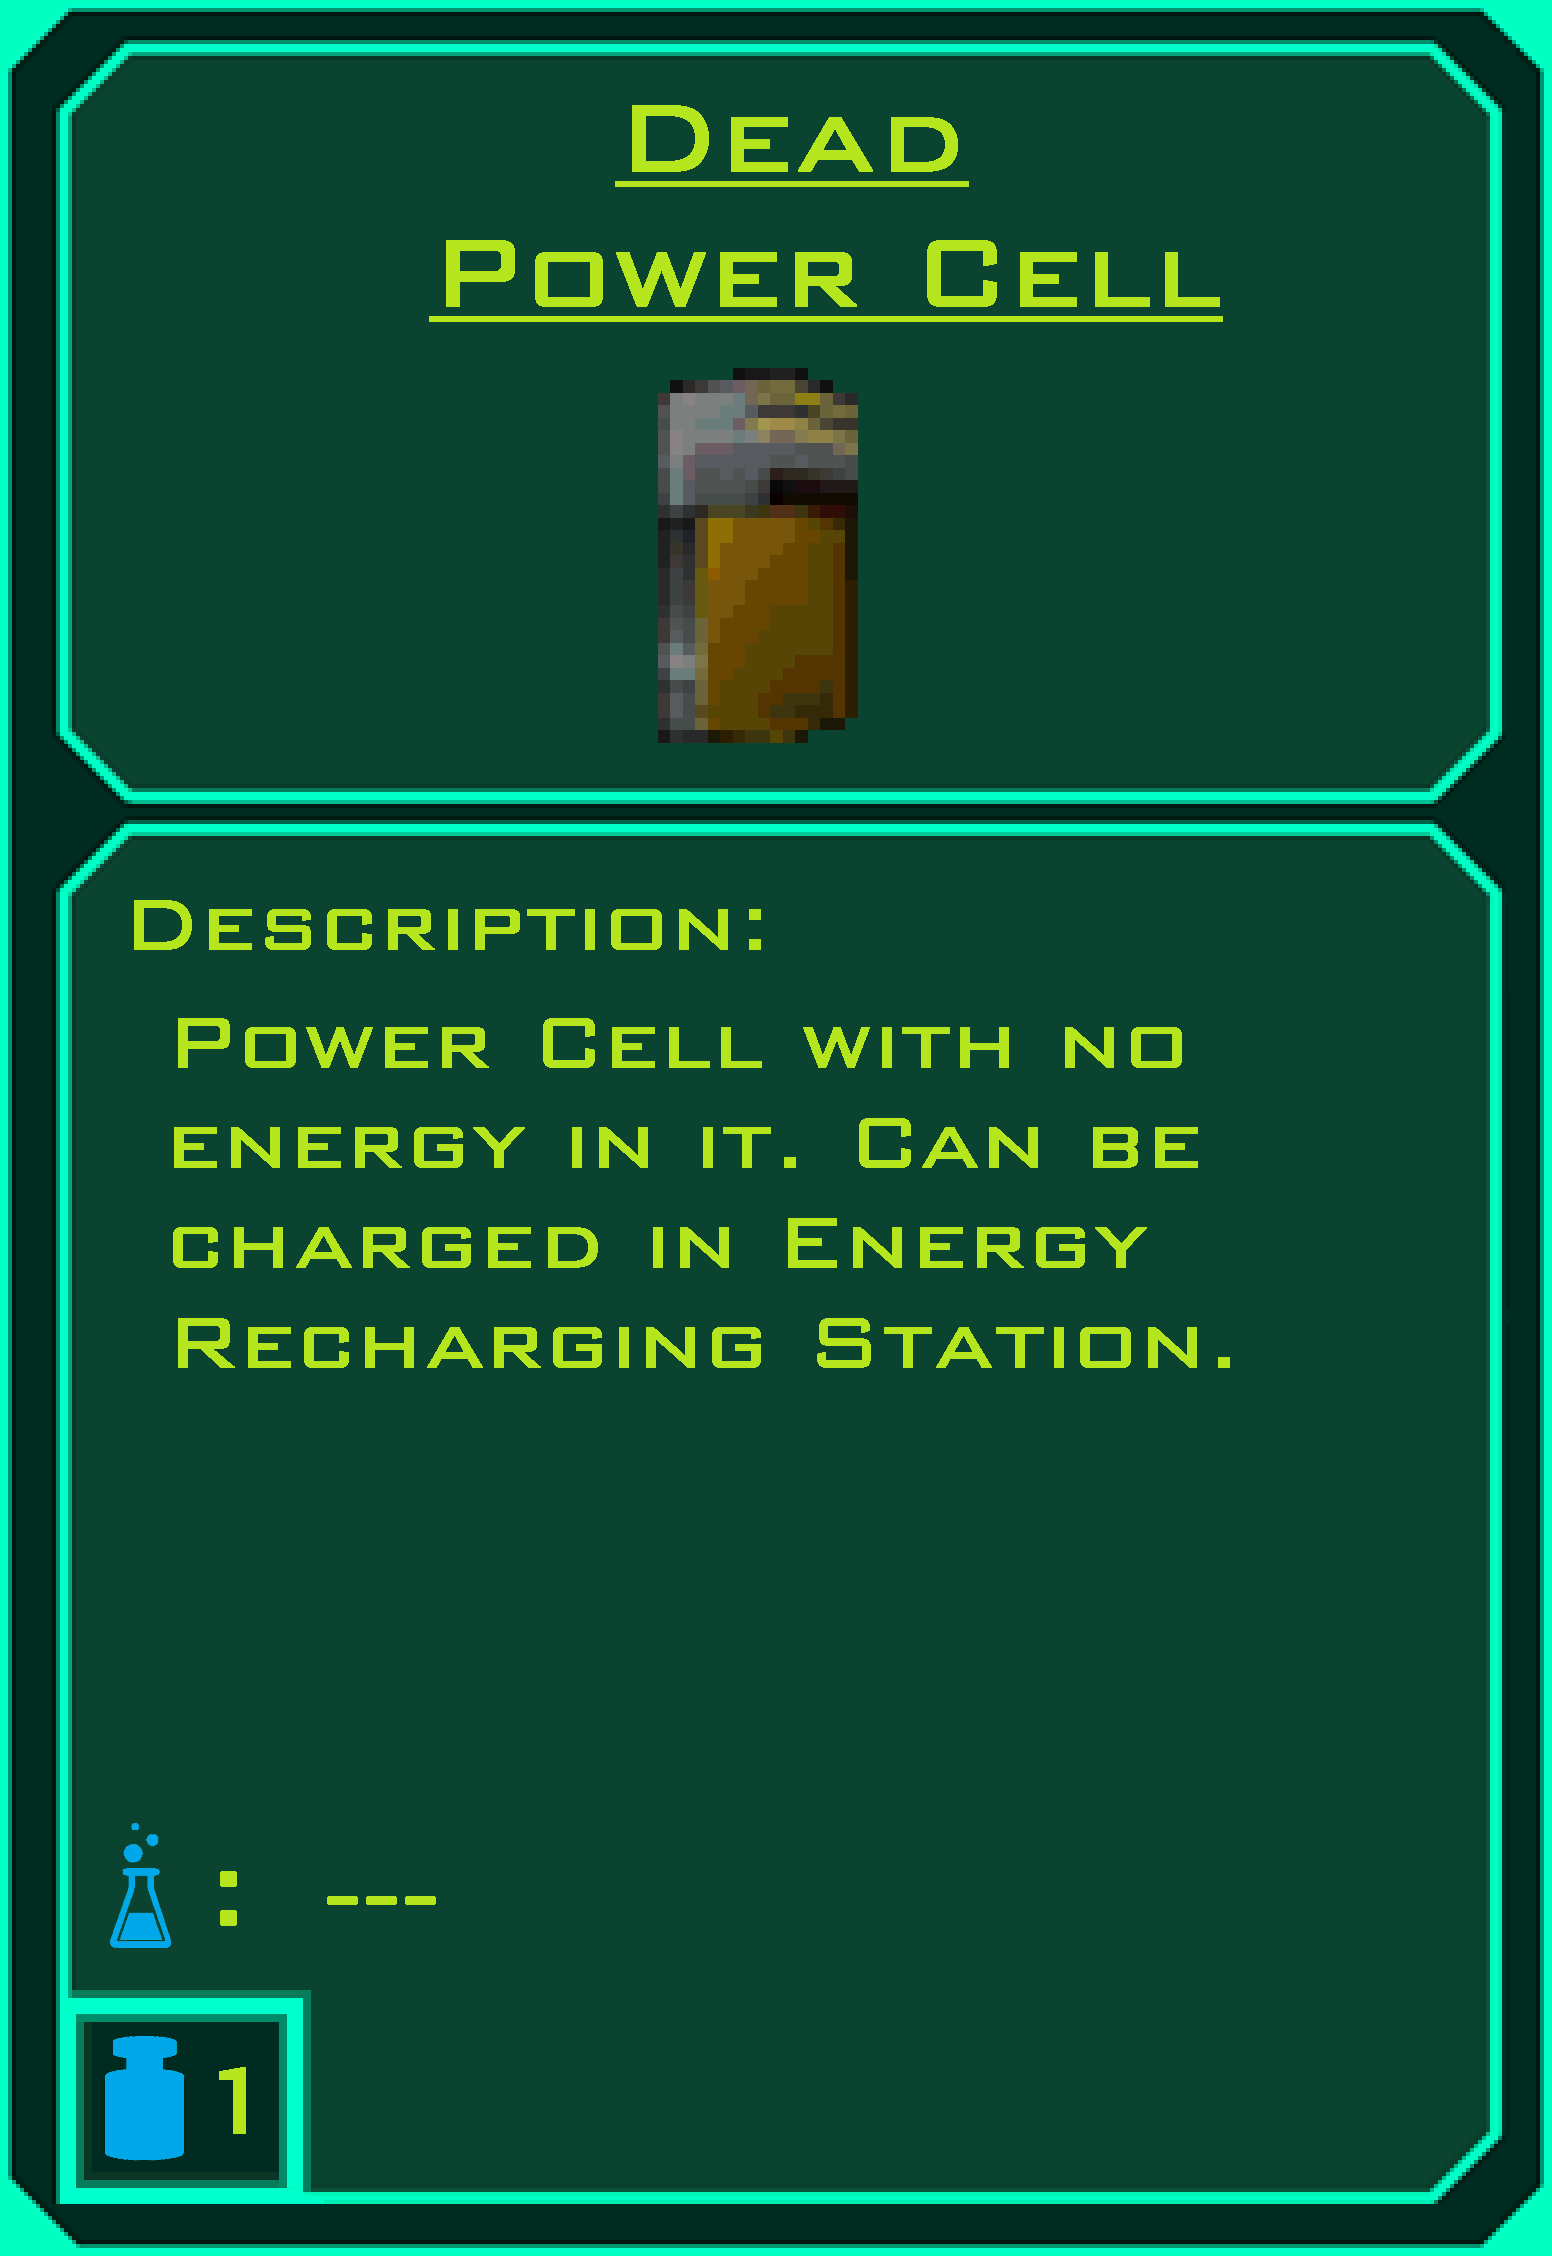 Dead
Power Cell
Description:
Power Cell with no
energy in it. Can be
charged in Energy
Recharging Station.
: ---
1